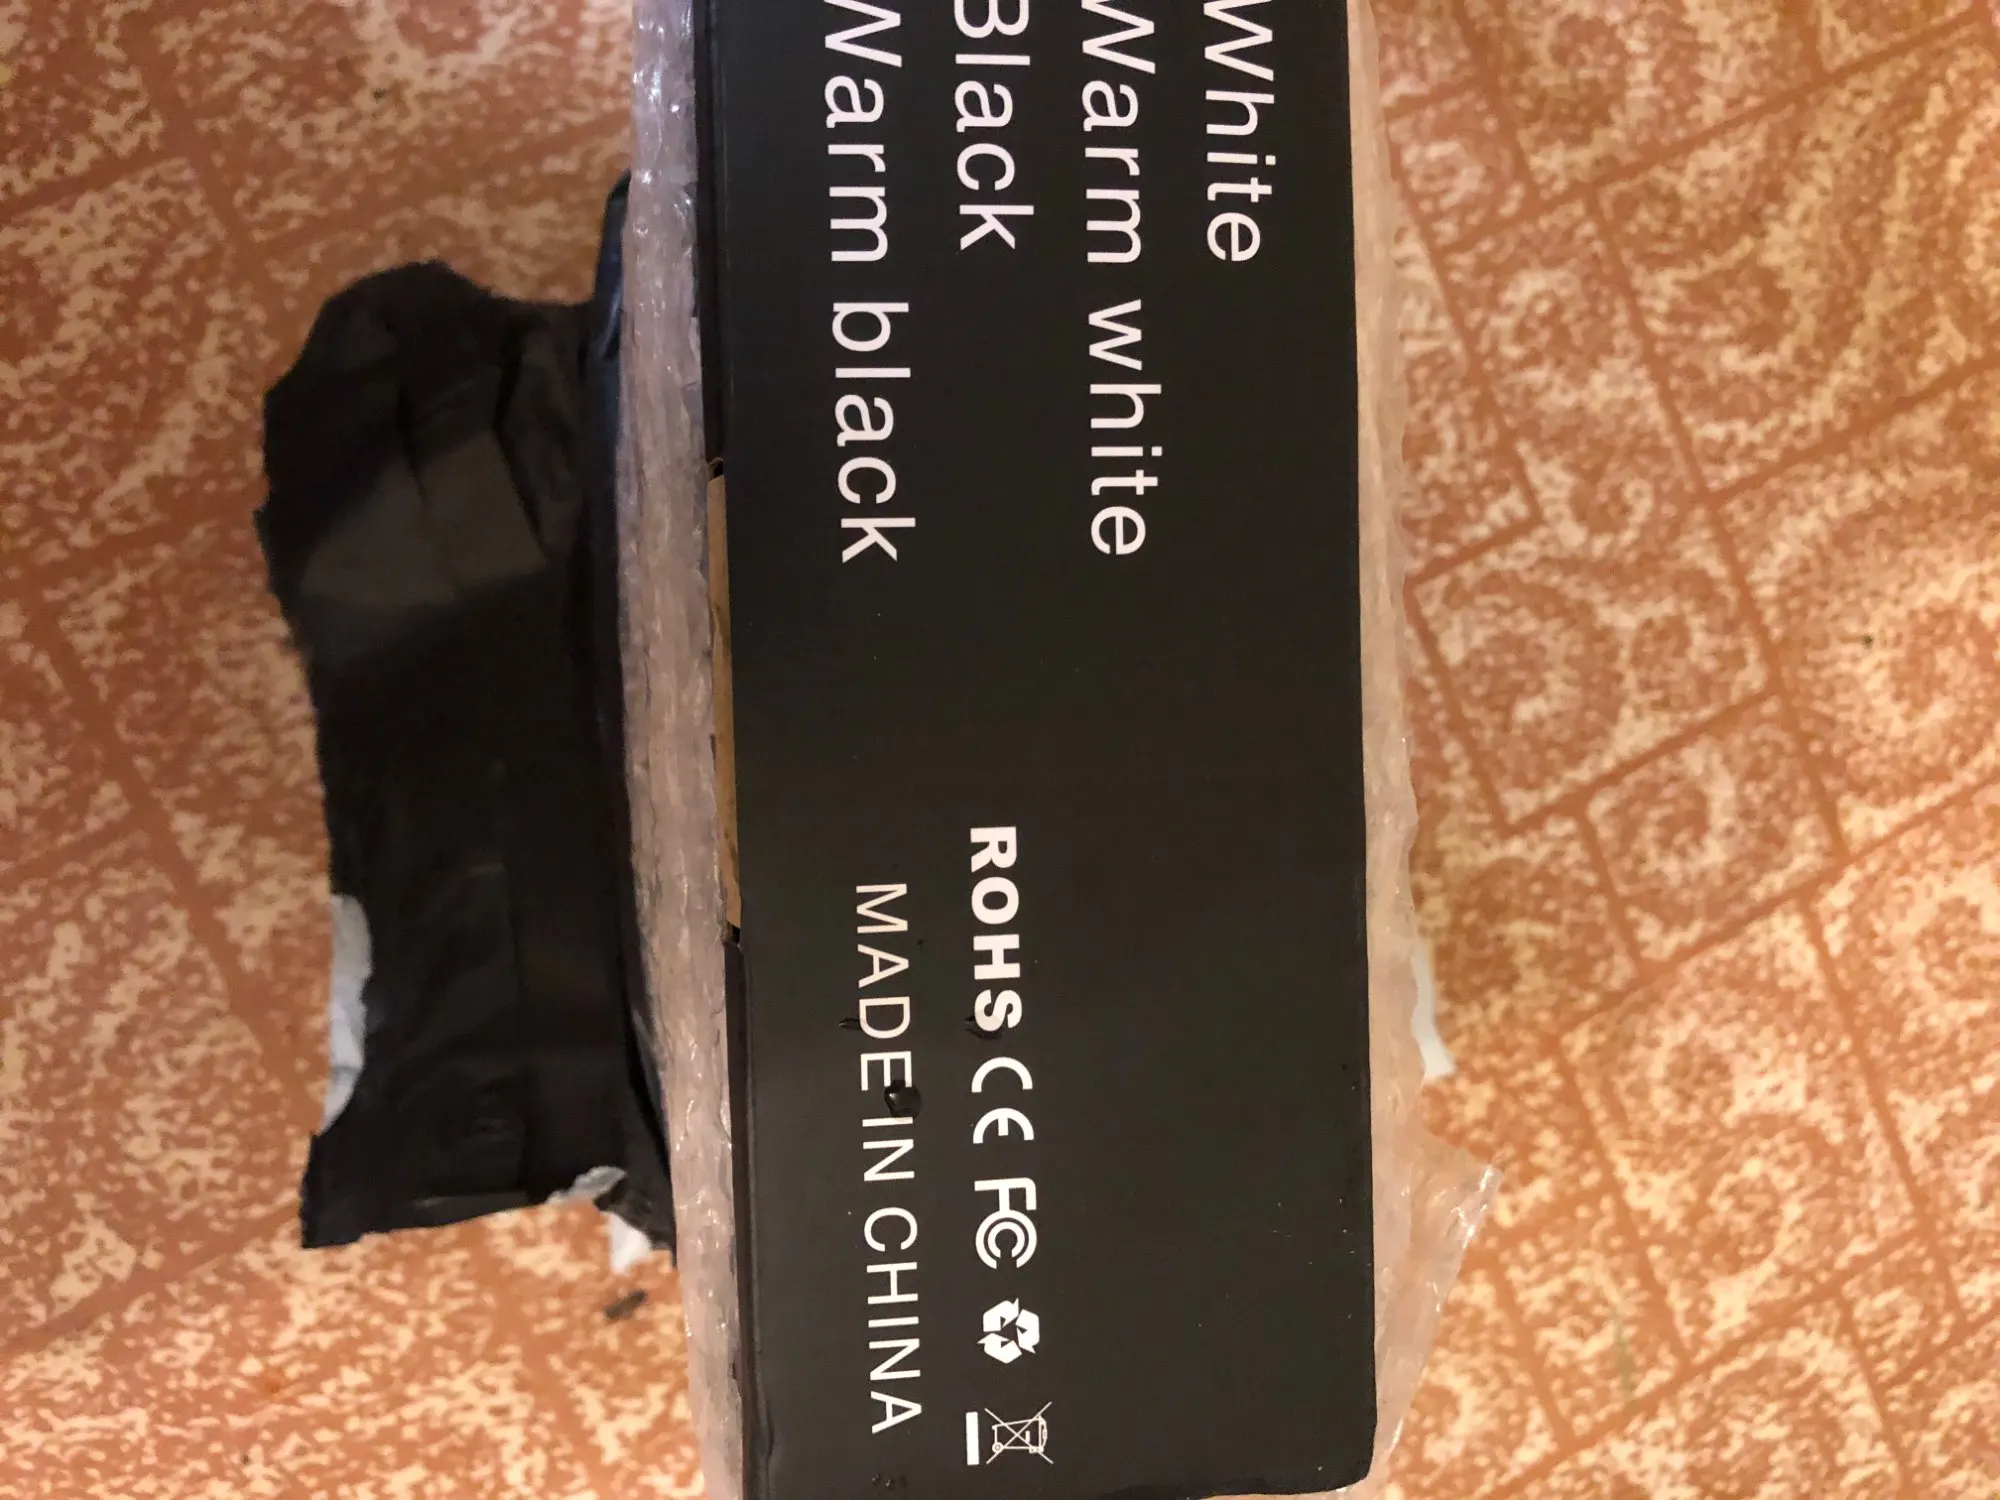 White
Warm white
Black
Warm black
ROHS CE FC
MADE IN CHINA